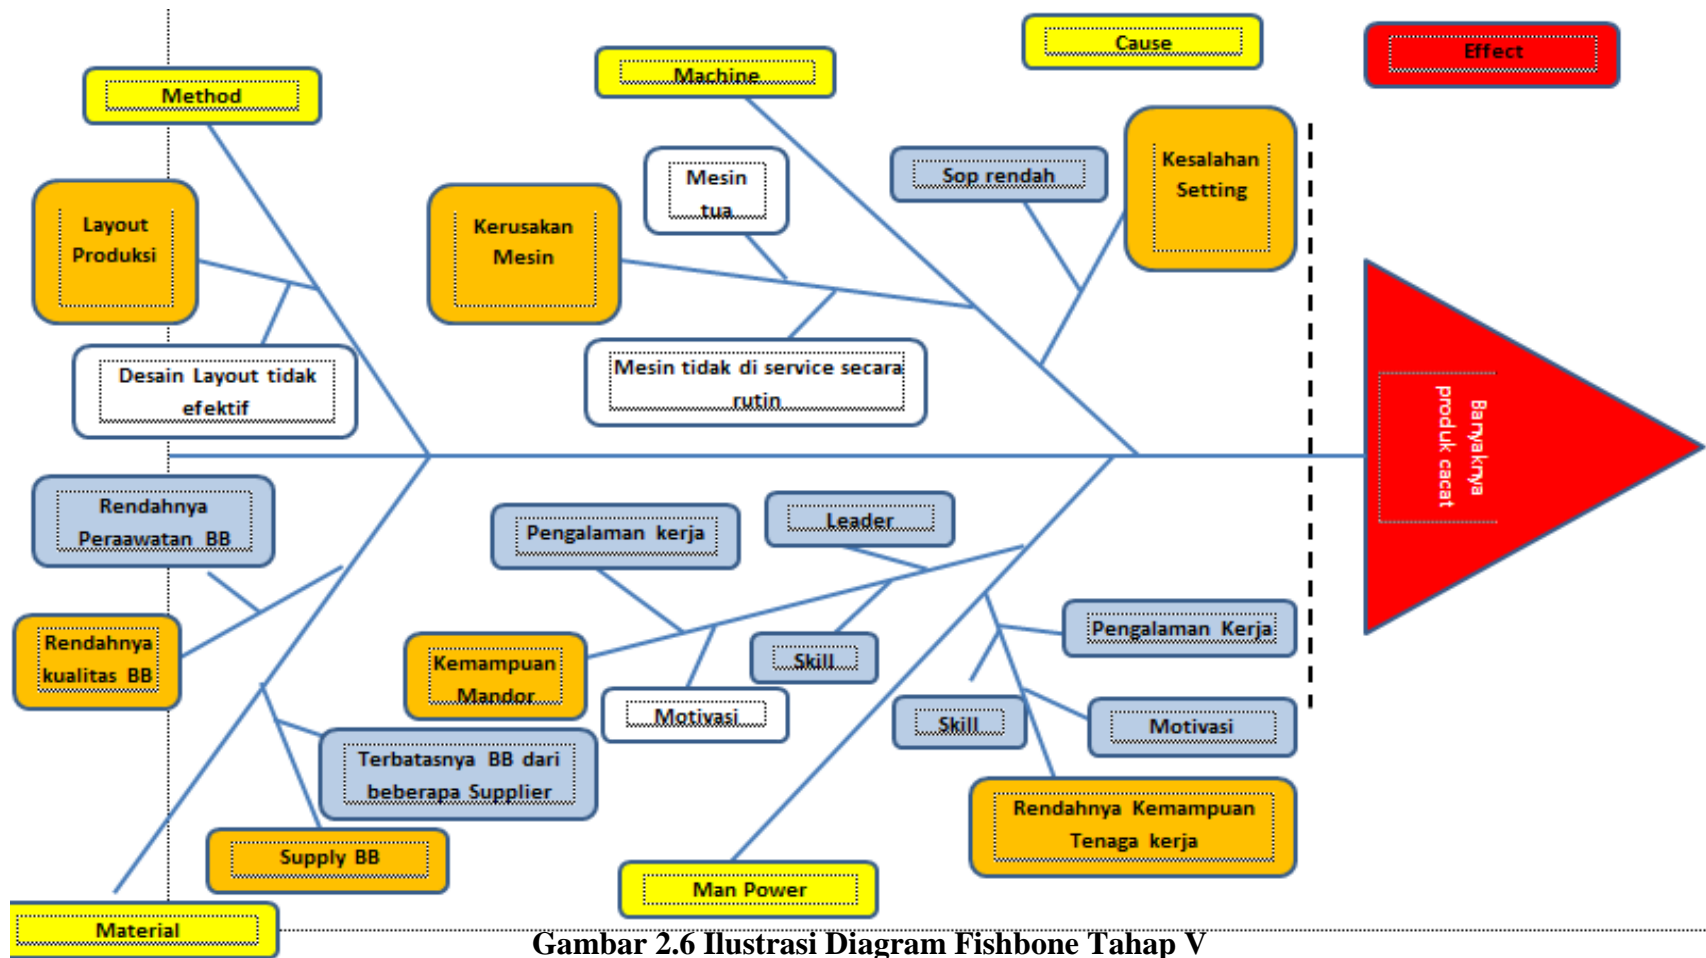 Cause
Effect
Machine
Method
Mesin
tua
Sop rendah
Kesalahan
Setting
Layout
Produksi
Kerusakan
Mesin
Desain Layout tidak
efektif
Mesin tidak di service secara
rutin
Banyaknya
produk cacat
Rendahnya
Peraawatan BB
Pengalaman kerja
Leader
Rendahnya
kualitas BB
Kemampuan
Mandor
Skill
Pengalaman Kerja
Motivasi
Skill
Motivasi
Terbatasnya BB dari
beberapa Supplier
Supply BB
Rendahnya Kemampuan
Tenaga kerja
Man Power
Material
Gambar 2.6 Ilustrasi Diagram Fishbone Tahap V